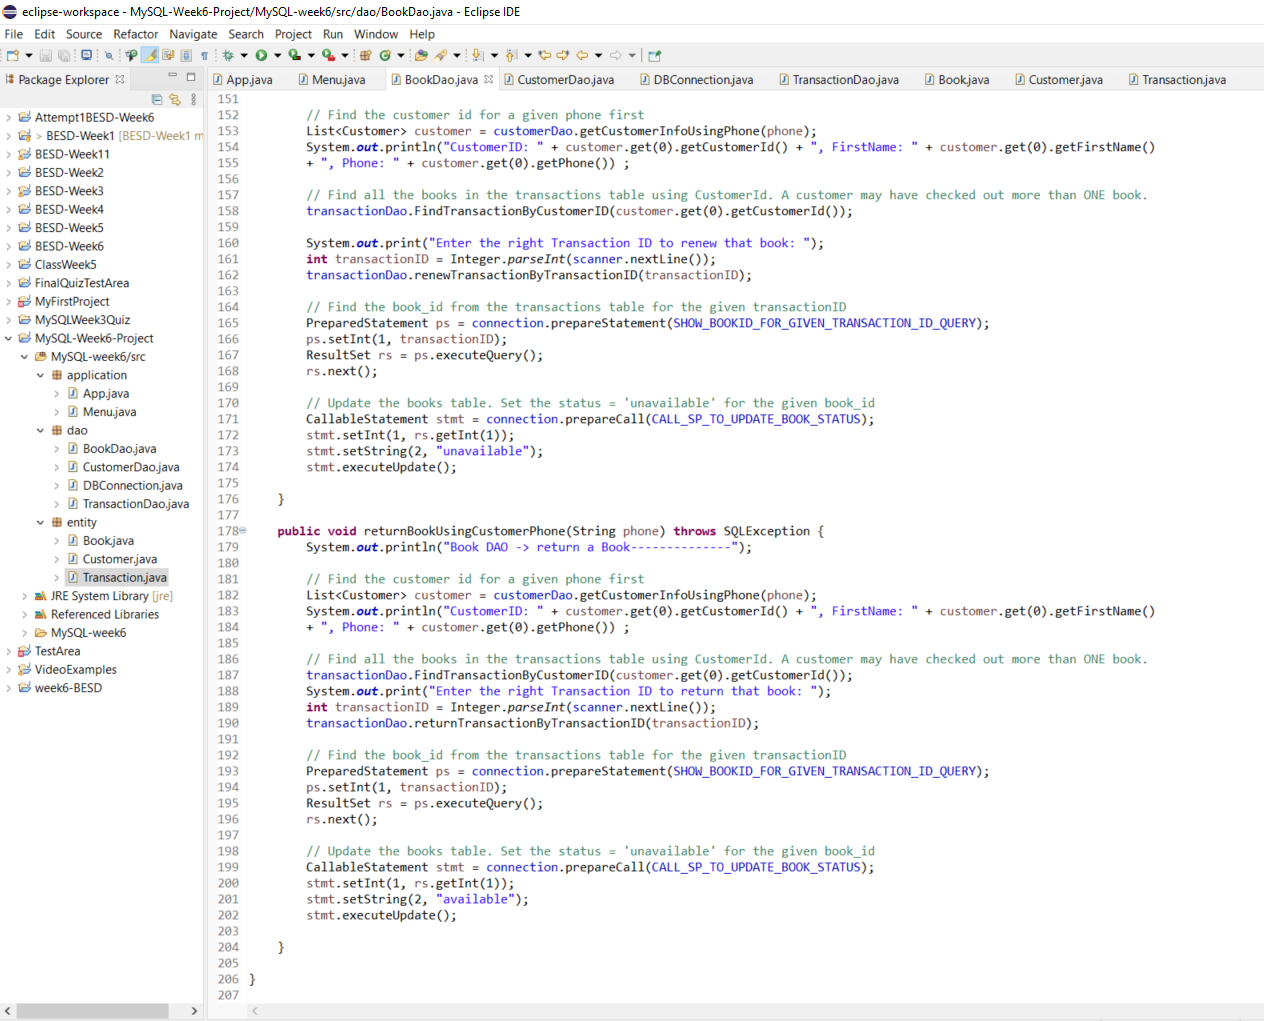 eclipse-workspace - MySQL-Week6-Project/MySQL-week6/src/dao/BookDao.java - Eclipse IDE
File Edit Source Refactor Navigate Search Project Run Window Help
Package Explorer
App.java Menu.java BookDao.java CustomerDao.java DBConnection.java TransactionDao.java Book.java Customer.java Transaction.java
Attempt1BESD-Week6
> BESD-Week1 [BESD-Week1 m
BESD-Week11
BESD-Week2
BESD-Week3
BESD-Week4
BESD-Week5
BESD-Week6
ClassWeek5
FinalQuizTestArea
MyFirstProject
MySQLWeek3Quiz
MySQL-Week6-Project
MySQL-week6/src
application
App.java
Menu.java
dao
BookDao.java
CustomerDao.java
DBConnection.java
TransactionDao.java
entity
Book.java
Customer.java
Transaction.java
JRE System Library [jre]
Referenced Libraries
MySQL-week6
TestArea
VideoExamples
week6-BESD
151
152 // Find the customer id for a given phone first
153 List<Customer> customer = customerDao.getCustomerInfoUsingPhone(phone);
154 System.out.println("CustomerID: " + customer.get(0).getCustomerId() + ", FirstName: " + customer.get(0).getFirstName()
155 + ", Phone: " + customer.get(0).getPhone()) ;
156
157 // Find all the books in the transactions table using CustomerId. A customer may have checked out more than ONE book.
158 transactionDao.FindTransactionByCustomerID(customer.get(0).getCustomerId());
159
160 System.out.print("Enter the right Transaction ID to renew that book: ");
161 int transactionID = Integer.parseInt(scanner.nextLine());
162 transactionDao.renewTransactionByTransactionID(transactionID);
163
164 // Find the book_id from the transactions table for the given transactionID
165 PreparedStatement ps = connection.prepareStatement(SHOW_BOOKID_FOR_GIVEN_TRANSACTION_ID_QUERY);
166 ps.setInt(1, transactionID);
167 ResultSet rs = ps.executeQuery();
168 rs.next();
169
170 // Update the books table. Set the status = 'unavailable' for the given book_id
171 CallableStatement stmt = connection.prepareCall(CALL_SP_TO_UPDATE_BOOK_STATUS);
172 stmt.setInt(1, rs.getInt(1));
173 stmt.setString(2, "unavailable");
174 stmt.executeUpdate();
175
176 }
177
178 public void returnBookUsingCustomerPhone(String phone) throws SQLException {
179 System.out.println("Book DAO -> return a Book--------------");
180
181 // Find the customer id for a given phone first
182 List<Customer> customer = customerDao.getCustomerInfoUsingPhone(phone);
183 System.out.println("CustomerID: " + customer.get(0).getCustomerId() + ", FirstName: " + customer.get(0).getFirstName()
184 + ", Phone: " + customer.get(0).getPhone()) ;
185
186 // Find all the books in the transactions table using CustomerId. A customer may have checked out more than ONE book.
187 transactionDao.FindTransactionByCustomerID(customer.get(0).getCustomerId());
188 System.out.print("Enter the right Transaction ID to return that book: ");
189 int transactionID = Integer.parseInt(scanner.nextLine());
190 transactionDao.returnTransactionByTransactionID(transactionID);
191
192 // Find the book_id from the transactions table for the given transactionID
193 PreparedStatement ps = connection.prepareStatement(SHOW_BOOKID_FOR_GIVEN_TRANSACTION_ID_QUERY);
194 ps.setInt(1, transactionID);
195 ResultSet rs = ps.executeQuery();
196 rs.next();
197
198 // Update the books table. Set the status = 'unavailable' for the given book_id
199 CallableStatement stmt = connection.prepareCall(CALL_SP_TO_UPDATE_BOOK_STATUS);
200 stmt.setInt(1, rs.getInt(1));
201 stmt.setString(2, "available");
202 stmt.executeUpdate();
203
204 }
205
206 }
207